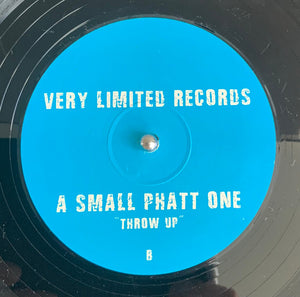 VERY LIMITED RECORDS
A SMALL PHATT ONE
"THROW UP"
B